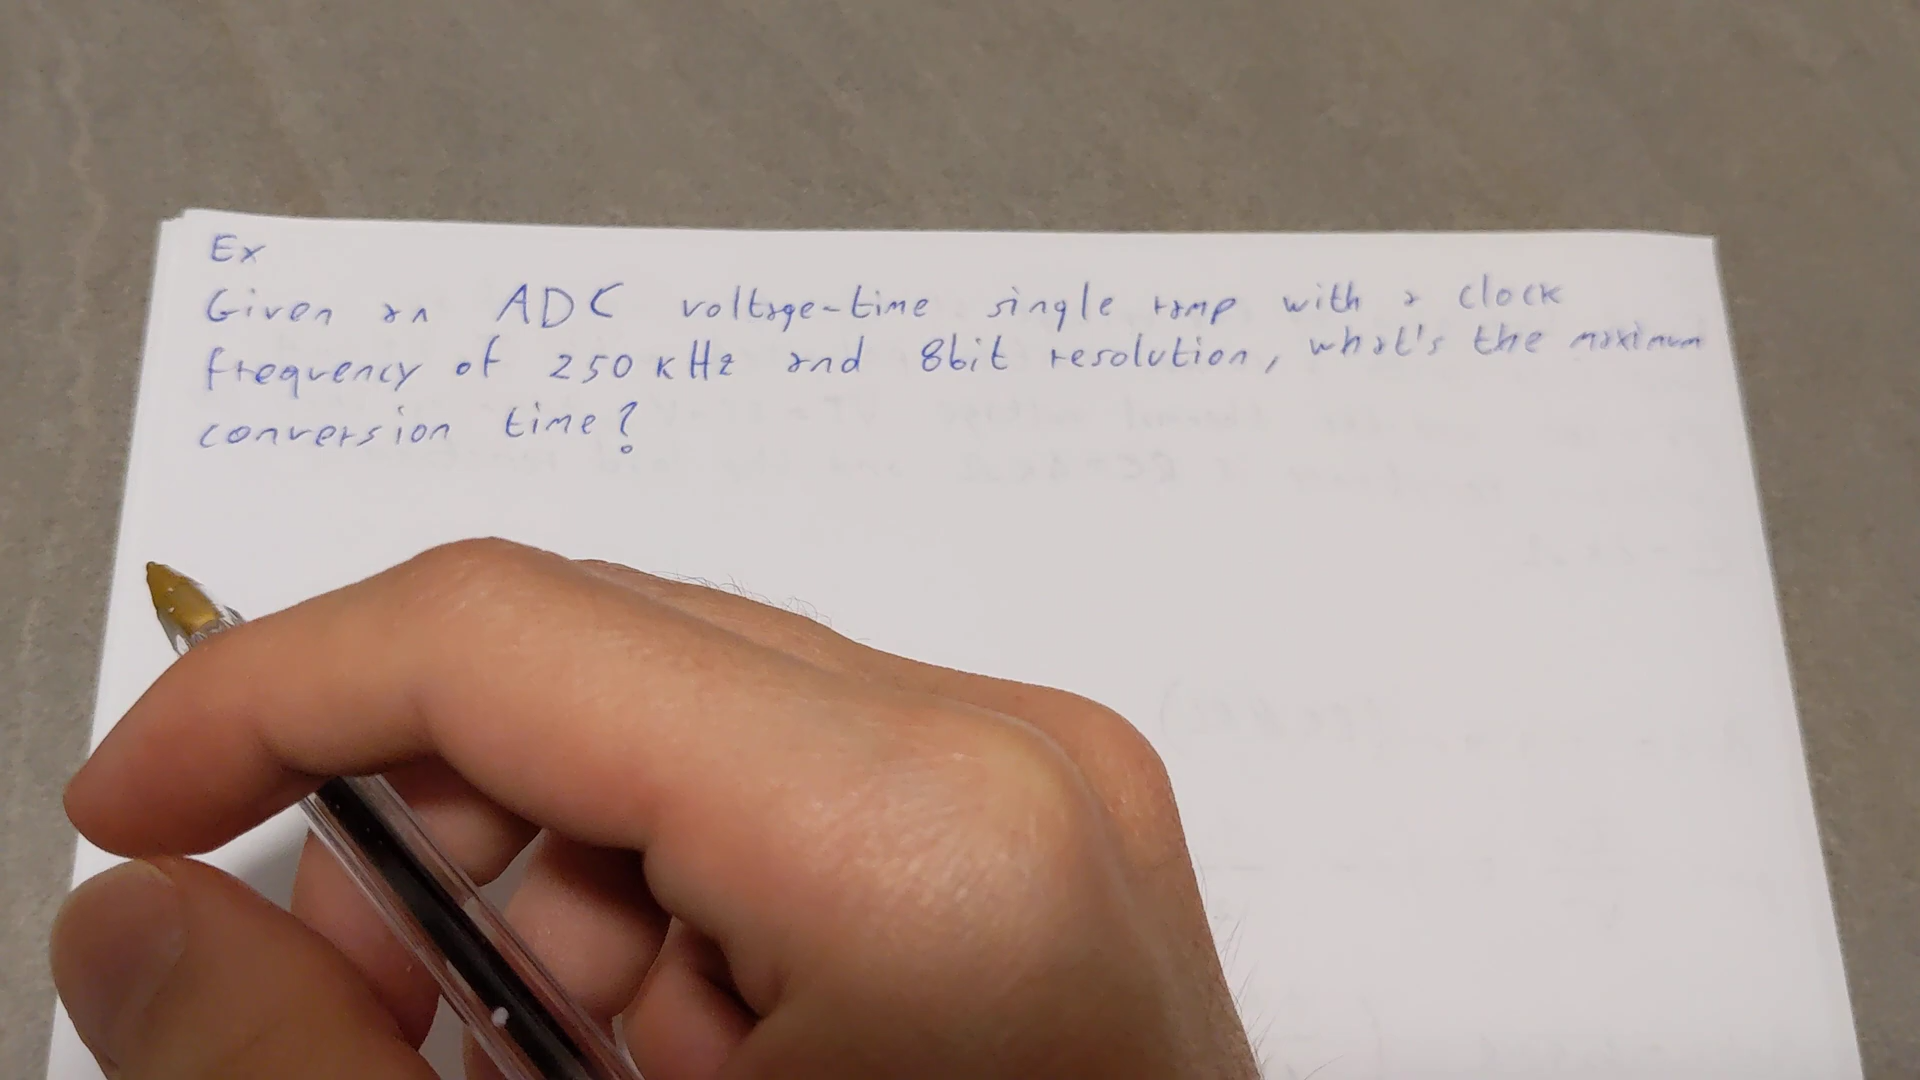 Ex
Given an ADC voltage-time single ramp with a clock
frequency of 250 kHz and 8bit resolution, what's the maximum
conversion time?